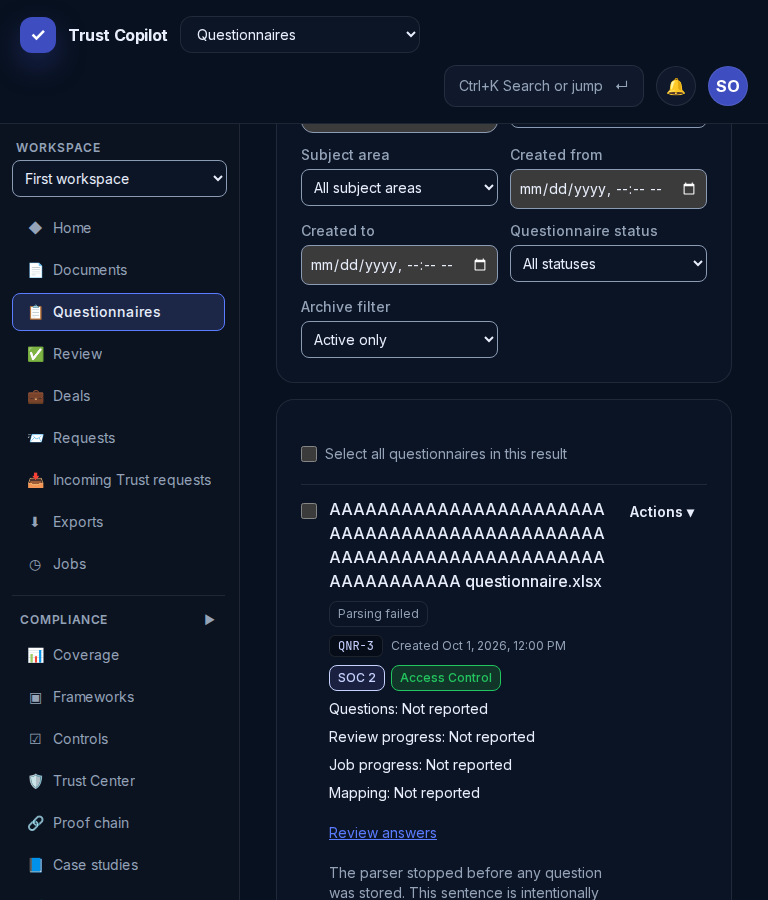 Trust Copilot
Questionnaires
Ctrl+K Search or jump ↵
SO
WORKSPACE
First workspace
Home
Documents
Questionnaires
Review
Deals
Requests
Incoming Trust requests
Exports
Jobs
COMPLIANCE
Coverage
Frameworks
Controls
Trust Center
Proof chain
Case studies
Subject area
Created from
All subject areas
mm/dd/yyyy, --:-- --
Created to
Questionnaire status
mm/dd/yyyy, --:-- --
All statuses
Archive filter
Active only
Select all questionnaires in this result
AAAAAAAAAAAAAAAAAAAAAAA
AAAAAAAAAAAAAAAAAAAAAAA
AAAAAAAAAAAAAAAAAAAAAAA
AAAAAAAAAAA questionnaire.xlsx
Actions ▾
Parsing failed
QNR-3 Created Oct 1, 2026, 12:00 PM
SOC 2 Access Control
Questions: Not reported
Review progress: Not reported
Job progress: Not reported
Mapping: Not reported
Review answers
The parser stopped before any question
was stored. This sentence is intentionally